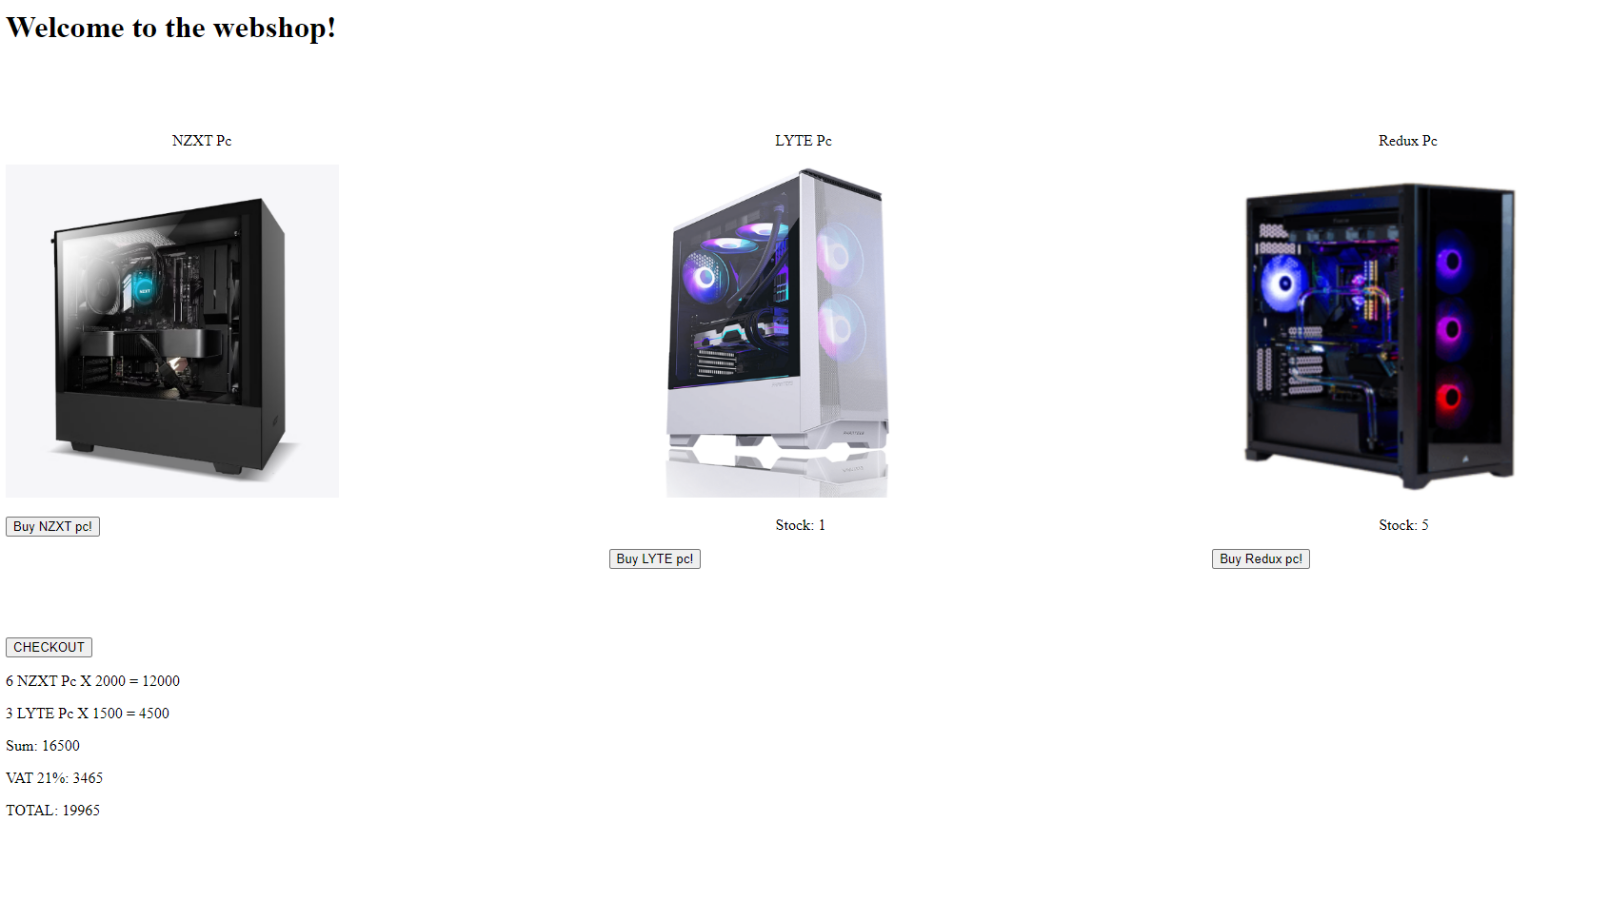 Welcome to the webshop!
NZXT Pc
LYTE Pc
Redux Pc
NZXT
Buy NZXT pc!
Stock: 1
Buy LYTE pc!
Stock: 5
Buy Redux pc!
CHECKOUT
6 NZXT Pc X 2000 = 12000
3 LYTE Pc X 1500 = 4500
Sum: 16500
VAT 21%: 3465
TOTAL: 19965